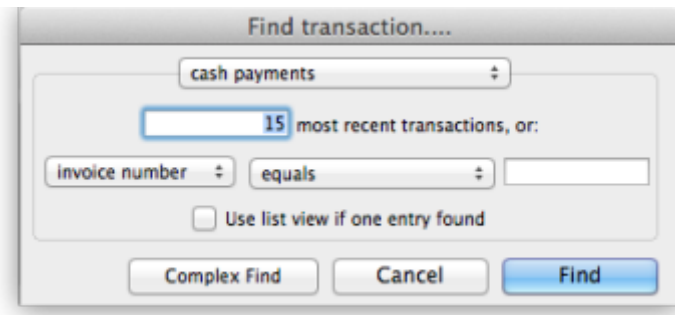 Find transaction....
cash payments
15 most recent transactions, or:
invoice number equals
Use list view if one entry found
Complex Find Cancel Find